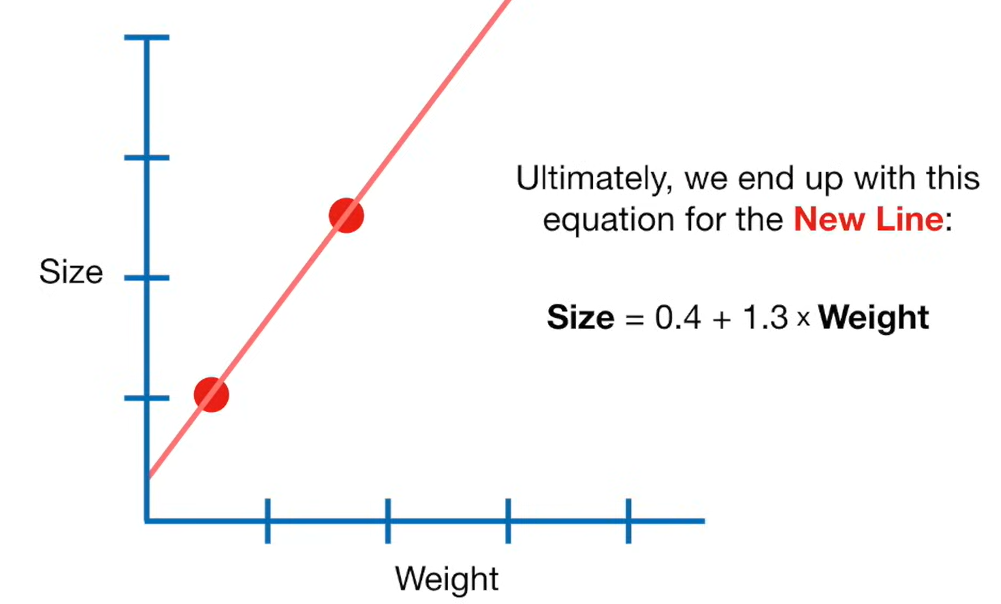 Ultimately, we end up with this
equation for the New Line:
Size
Size = 0.4 + 1.3 x Weight
Weight